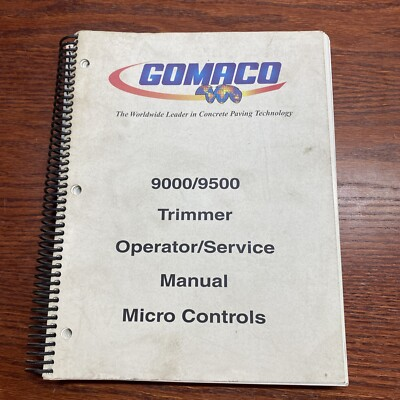 GOMACO
The Worldwide Leader in Concrete Paving Technology
9000/9500
Trimmer
Operator/Service
Manual
Micro Controls